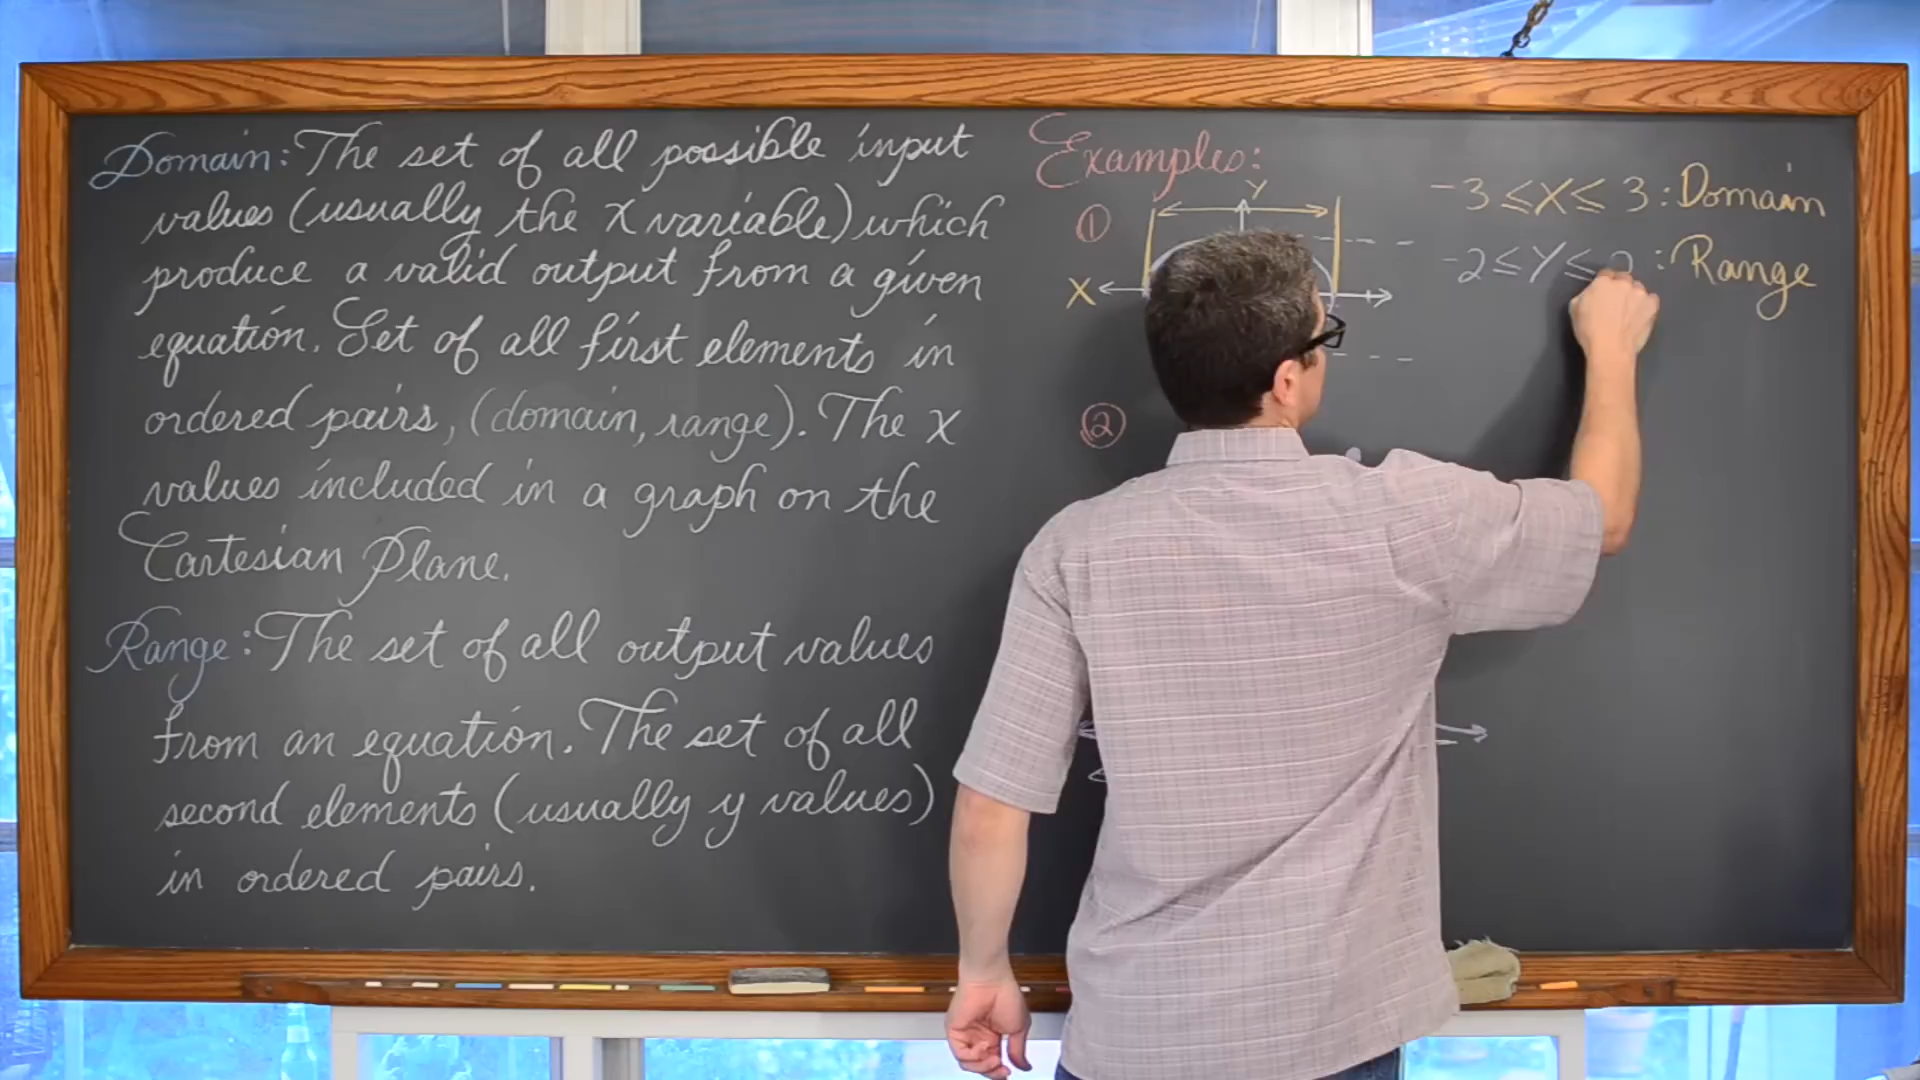 Domain: The set of all possible input
values (usually the x variable) which
produce a valid output from a given
equation. Set of all first elements in
ordered pairs, (domain, range). The x
values included in a graph on the
Cartesian Plane.
Range: The set of all output values
from an equation. The set of all
second elements (usually y values)
in ordered pairs.
Examples:
①
Y
X
-3 ≤ X ≤ 3 : Domain
-2 ≤ Y ≤ : Range
②